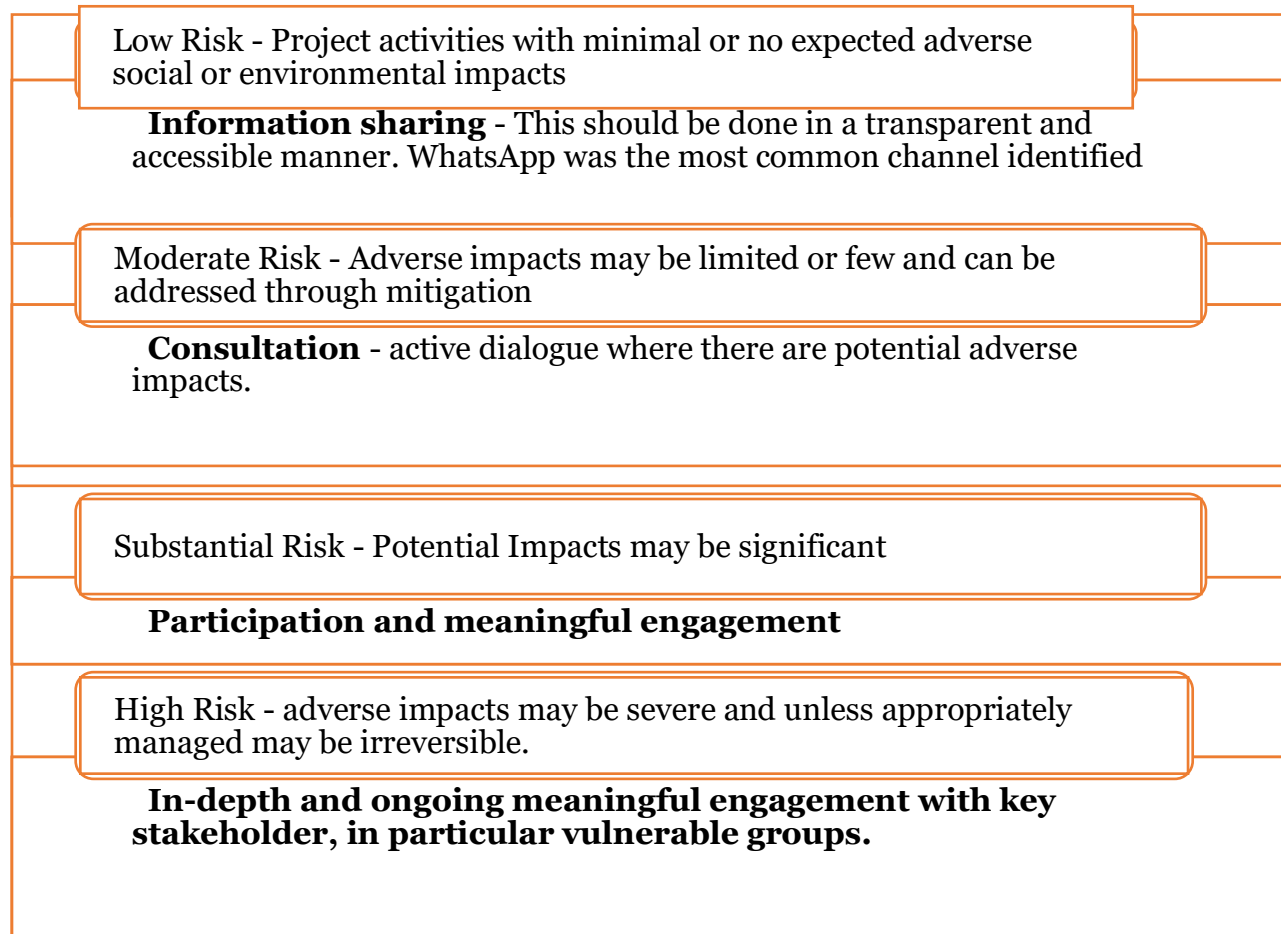 Low Risk - Project activities with minimal or no expected adverse
social or environmental impacts
Information sharing - This should be done in a transparent and
accessible manner. WhatsApp was the most common channel identified
Moderate Risk - Adverse impacts may be limited or few and can be
addressed through mitigation
Consultation - active dialogue where there are potential adverse
impacts.
Substantial Risk - Potential Impacts may be significant
Participation and meaningful engagement
High Risk - adverse impacts may be severe and unless appropriately
managed may be irreversible.
In-depth and ongoing meaningful engagement with key
stakeholder, in particular vulnerable groups.